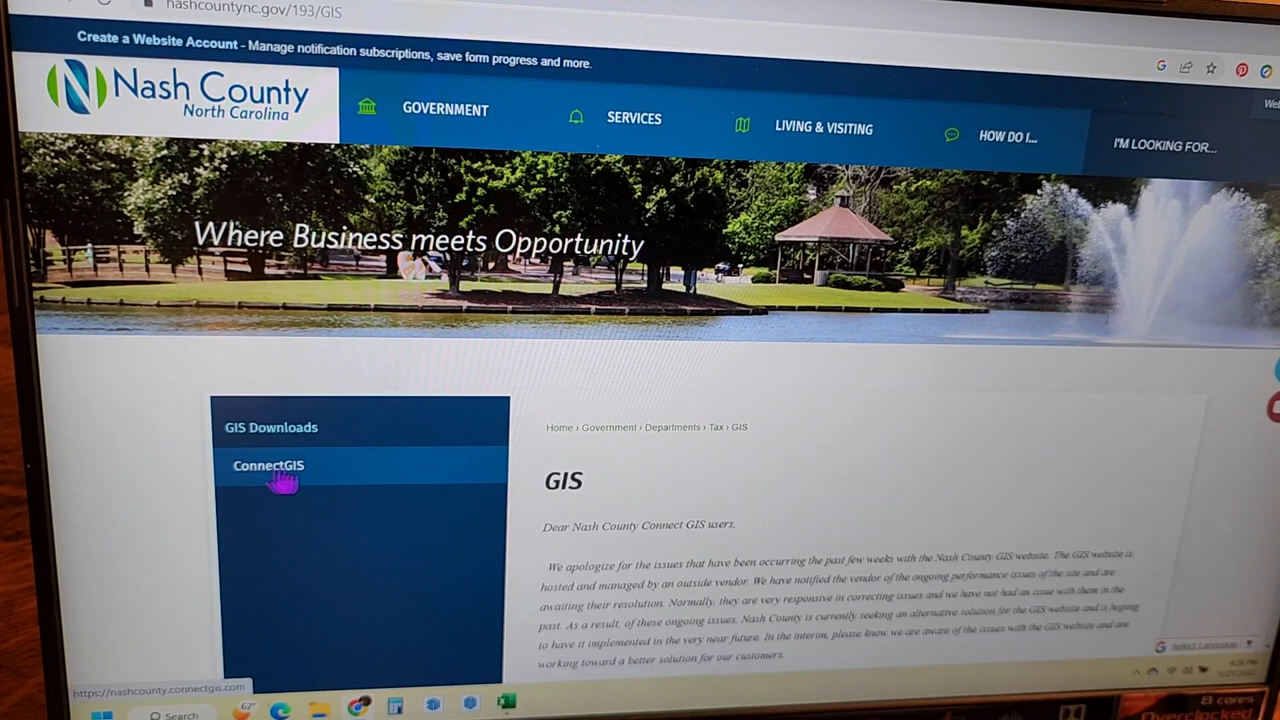 nashcountync.gov/193/GIS
Create a Website Account - Manage notification subscriptions, save form progress and more.
Nash County
North Carolina
GOVERNMENT
SERVICES
LIVING & VISITING
HOW DO I...
I'M LOOKING FOR...
Where Business meets Opportunity
GIS Downloads
ConnectGIS
Home › Government › Departments › Tax › GIS
GIS
Dear Nash County Connect GIS users,
We apologize for the issues that have been occurring the past few weeks with the Nash County GIS website. The GIS website is
hosted and managed by an outside vendor. We have notified the vendor of the ongoing performance issues of the site and are
awaiting their resolution. Normally, they are very responsive in correcting issues and we have not had an issue with them in the
past. As a result, of these ongoing issues, Nash County is currently seeking an alternative solution for the GIS website and is hoping
to have it implemented in the very near future. In the interim, please know we are aware of the issues with the GIS website and are
working toward a better solution for our customers.
Select Language
https://nashcounty.connectgis.com
62°
Search
4:26 PM
8 cores